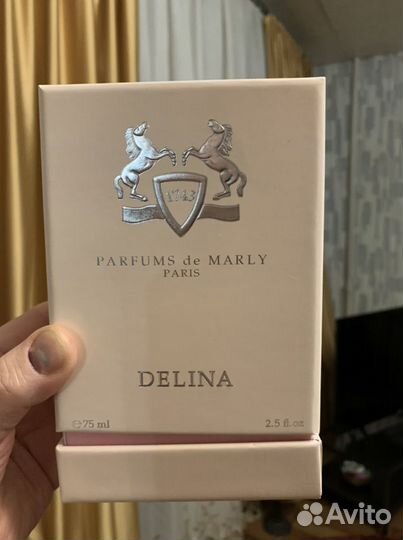 1743
PARFUMS de MARLY
PARIS
DELINA
℮75 ml 2.5 fl.oz
Avito